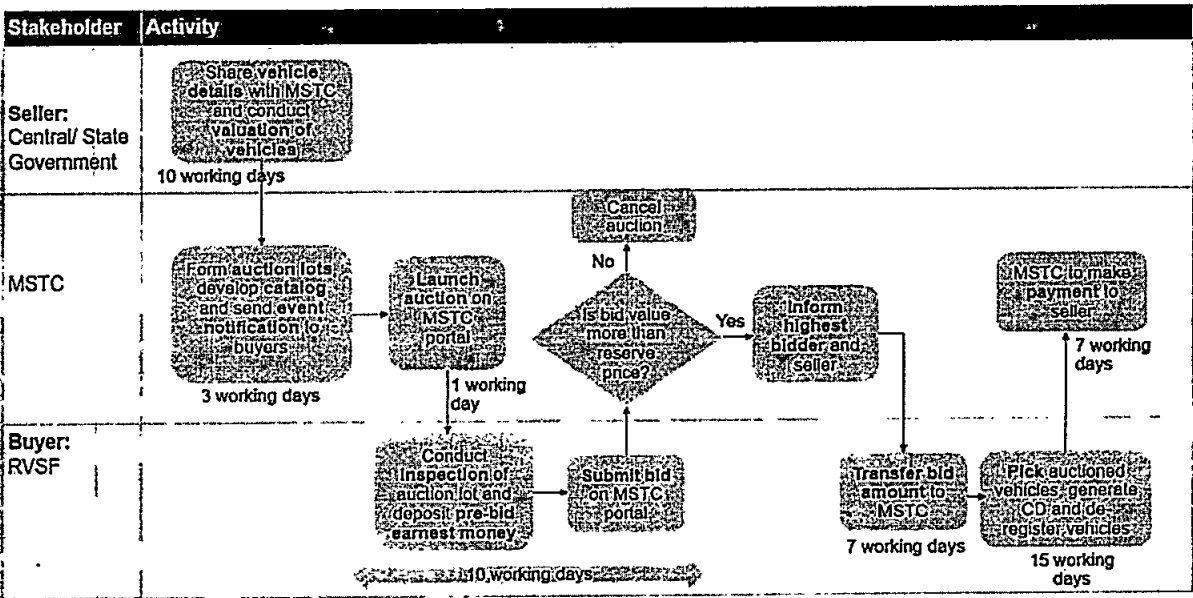 Stakeholder Activity
Seller:
Central/ State
Government
Share vehicle
details with MSTC
and conduct
valuation of
vehicles
10 working days
MSTC
Form auction lots
develop catalog
and send event
notification to
buyers
3 working days
Launch
auction on
MSTC
portal
1 working
day
Cancel
auction
No
Is bid value
more than
reserve
price?
Yes
Inform
highest
bidder and
seller
MSTC to make
payment to
seller
7 working
days
Buyer:
RVSF
Conduct
inspection of
auction lot and
deposit pre-bid
earnest money
Submit bid
on MSTC
portal
10 working days
Transfer bid
amount to
MSTC
7 working days
Pick auctioned
vehicles, generate
CD and de-
register vehicles
15 working
days